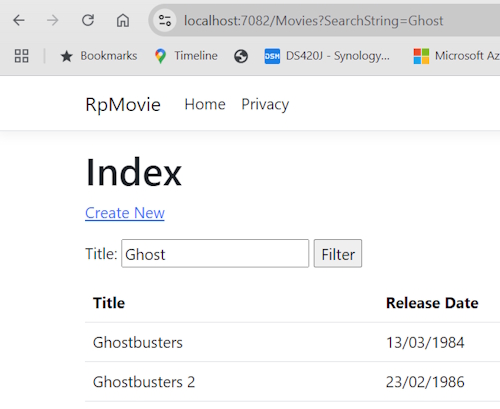 localhost:7082/Movies?SearchString=Ghost
Bookmarks Timeline DSM DS420J - Synology... Microsoft Az
RpMovie Home Privacy
Index
Create New
Title: Ghost Filter
Title Release Date
Ghostbusters 13/03/1984
Ghostbusters 2 23/02/1986